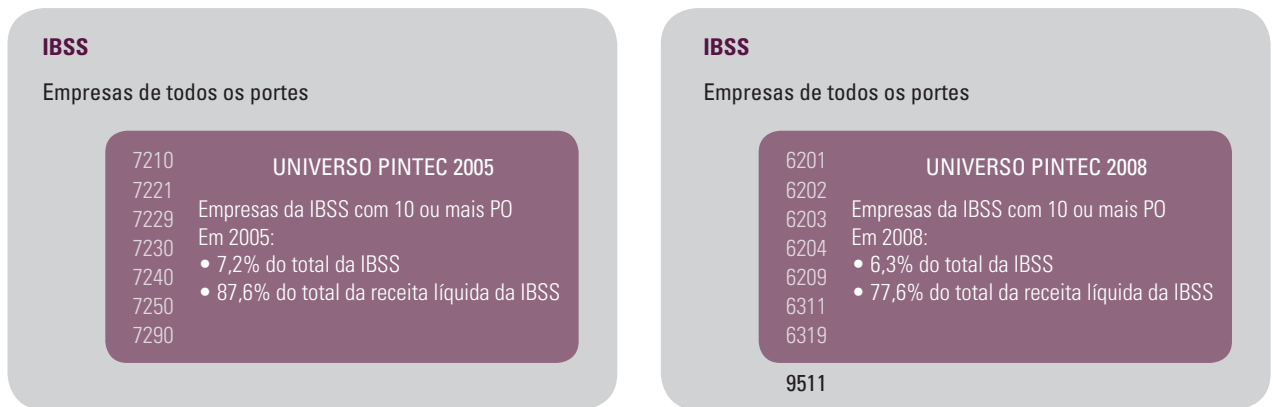 IBSS
Empresas de todos os portes
7210
7221
7229
7230
7240
7250
7290
UNIVERSO PINTEC 2005
Empresas da IBSS com 10 ou mais PO
Em 2005:
• 7,2% do total da IBSS
• 87,6% do total da receita líquida da IBSS
IBSS
Empresas de todos os portes
6201
6202
6203
6204
6209
6311
6319
UNIVERSO PINTEC 2008
Empresas da IBSS com 10 ou mais PO
Em 2008:
• 6,3% do total da IBSS
• 77,6% do total da receita líquida da IBSS
9511